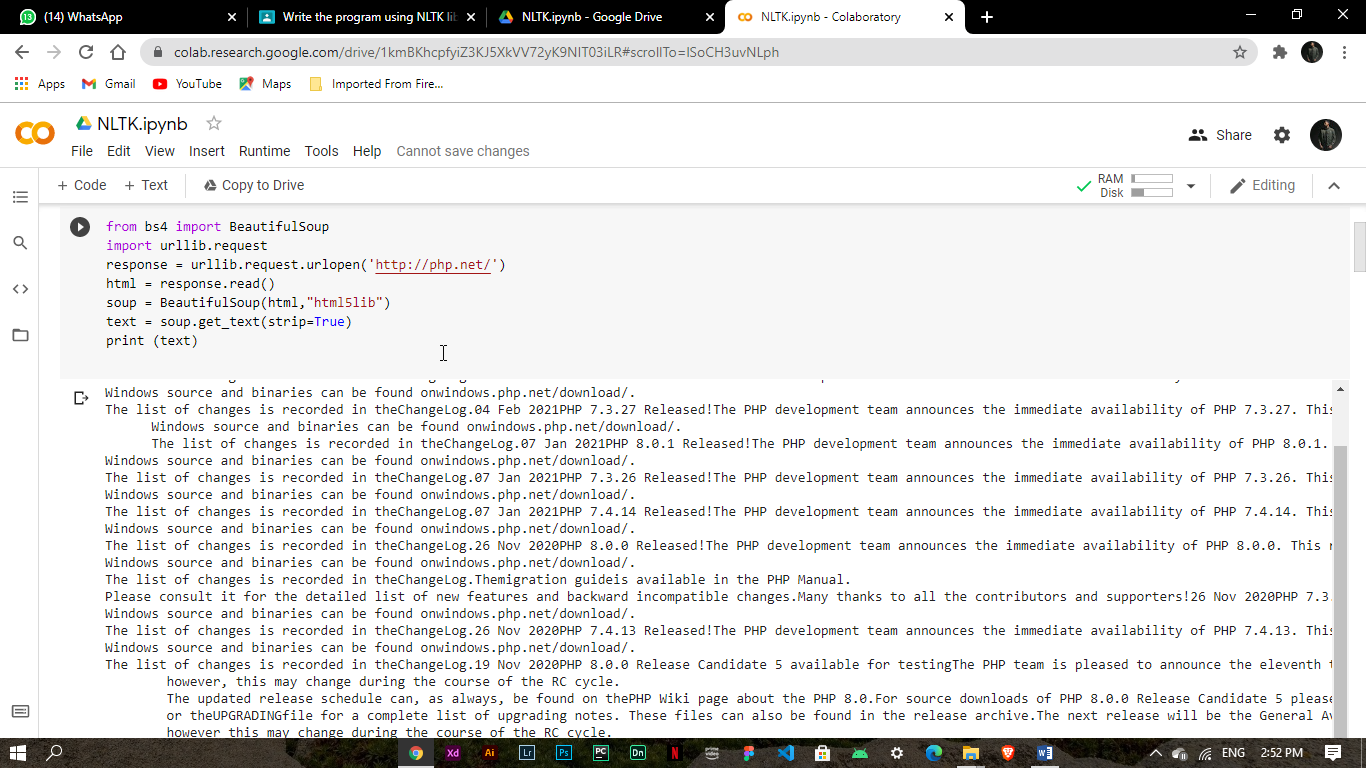 (14) WhatsApp
Write the program using NLTK lib
NLTK.ipynb - Google Drive
NLTK.ipynb - Colaboratory
colab.research.google.com/drive/1kmBKhcpfyiZ3KJ5XkVV72yK9NIT03iLR#scrollTo=lSoCH3uvNLph
Apps Gmail YouTube Maps Imported From Fire...
NLTK.ipynb
Share
File Edit View Insert Runtime Tools Help Cannot save changes
+ Code + Text Copy to Drive
RAM
Disk
Editing
from bs4 import BeautifulSoup
import urllib.request
response = urllib.request.urlopen('http://php.net/')
html = response.read()
soup = BeautifulSoup(html,"html5lib")
text = soup.get_text(strip=True)
print (text)
Windows source and binaries can be found onwindows.php.net/download/.
The list of changes is recorded in theChangeLog.04 Feb 2021PHP 7.3.27 Released!The PHP development team announces the immediate availability of PHP 7.3.27. This
Windows source and binaries can be found onwindows.php.net/download/.
The list of changes is recorded in theChangeLog.07 Jan 2021PHP 8.0.1 Released!The PHP development team announces the immediate availability of PHP 8.0.1.
Windows source and binaries can be found onwindows.php.net/download/.
The list of changes is recorded in theChangeLog.07 Jan 2021PHP 7.3.26 Released!The PHP development team announces the immediate availability of PHP 7.3.26. This
Windows source and binaries can be found onwindows.php.net/download/.
The list of changes is recorded in theChangeLog.07 Jan 2021PHP 7.4.14 Released!The PHP development team announces the immediate availability of PHP 7.4.14. This
Windows source and binaries can be found onwindows.php.net/download/.
The list of changes is recorded in theChangeLog.26 Nov 2020PHP 8.0.0 Released!The PHP development team announces the immediate availability of PHP 8.0.0. This r
Windows source and binaries can be found onwindows.php.net/download/.
The list of changes is recorded in theChangeLog.Themigration guideis available in the PHP Manual.
Please consult it for the detailed list of new features and backward incompatible changes.Many thanks to all the contributors and supporters!26 Nov 2020PHP 7.3.
Windows source and binaries can be found onwindows.php.net/download/.
The list of changes is recorded in theChangeLog.26 Nov 2020PHP 7.4.13 Released!The PHP development team announces the immediate availability of PHP 7.4.13. This
Windows source and binaries can be found onwindows.php.net/download/.
The list of changes is recorded in theChangeLog.19 Nov 2020PHP 8.0.0 Release Candidate 5 available for testingThe PHP team is pleased to announce the eleventh t
however, this may change during the course of the RC cycle.
The updated release schedule can, as always, be found on thePHP Wiki page about the PHP 8.0.For source downloads of PHP 8.0.0 Release Candidate 5 please
or theUPGRADINGfile for a complete list of upgrading notes. These files can also be found in the release archive.The next release will be the General Av
however this may change during the course of the RC cycle.
Xd Ai Lr Ps PC Dn N prime video W ENG 2:52 PM